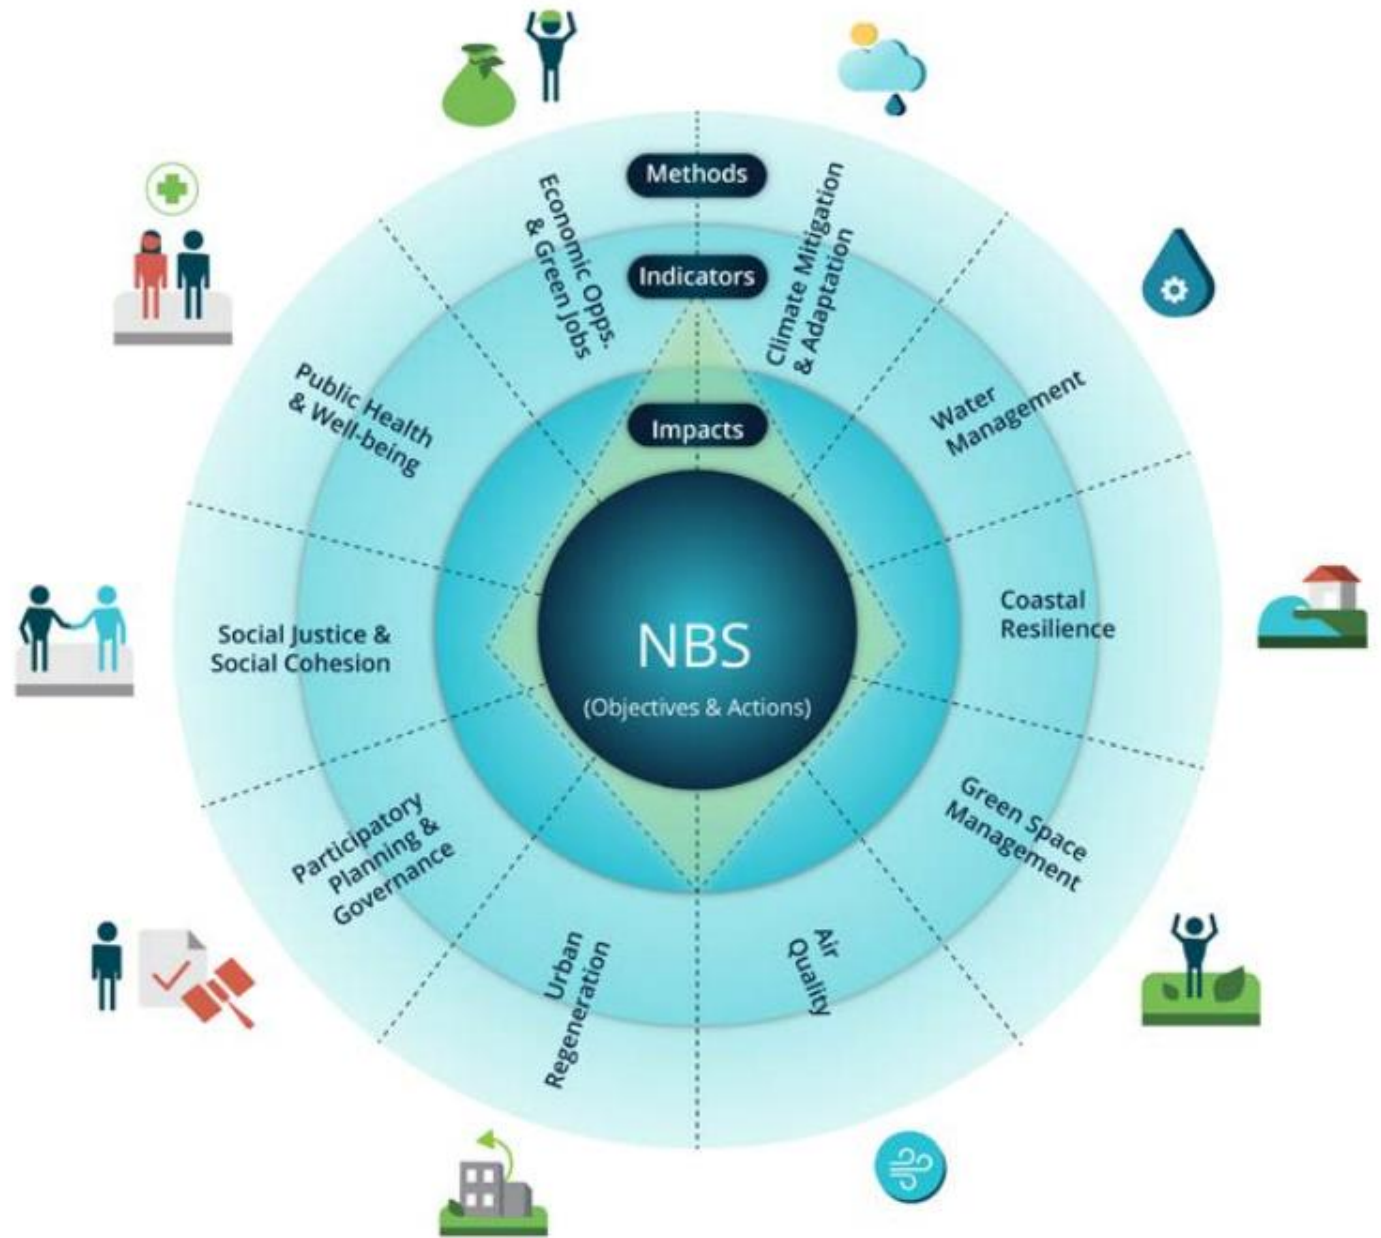 Methods
Indicators
Impacts
NBS
(Objectives & Actions)
Climate Mitigation
& Adaptation
Water
Management
Coastal
Resilience
Green Space
Management
Air
Quality
Urban
Regeneration
Participatory
Planning &
Governance
Social Justice &
Social Cohesion
Public Health
& Well-being
Economic Opps.
& Green Jobs